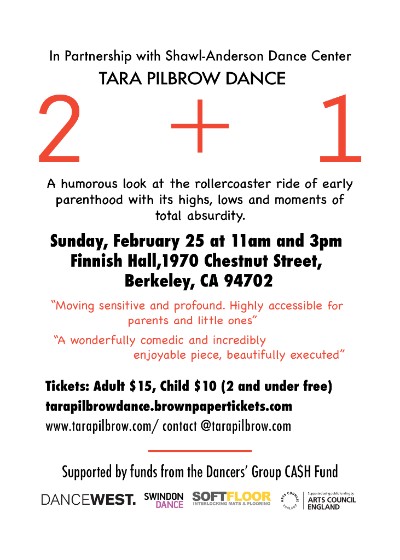 In Partnership with Shawl-Anderson Dance Center
TARA PILBROW DANCE
2 + 1
A humorous look at the rollercoaster ride of early
parenthood with its highs, lows and moments of
total absurdity.
Sunday, February 25 at 11am and 3pm
Finnish Hall,1970 Chestnut Street,
Berkeley, CA 94702
"Moving sensitive and profound. Highly accessible for
parents and little ones"
"A wonderfully comedic and incredibly
enjoyable piece, beautifully executed"
Tickets: Adult $15, Child $10 (2 and under free)
tarapilbrowdance.brownpapertickets.com
www.tarapilbrow.com/ contact @tarapilbrow.com
Supported by funds from the Dancers' Group CA$H Fund
DANCEWEST.
SWINDON
DANCE
SOFTFLOOR
INTERLOCKING MATS & FLOORING
ARTS COUNCIL
ENGLAND